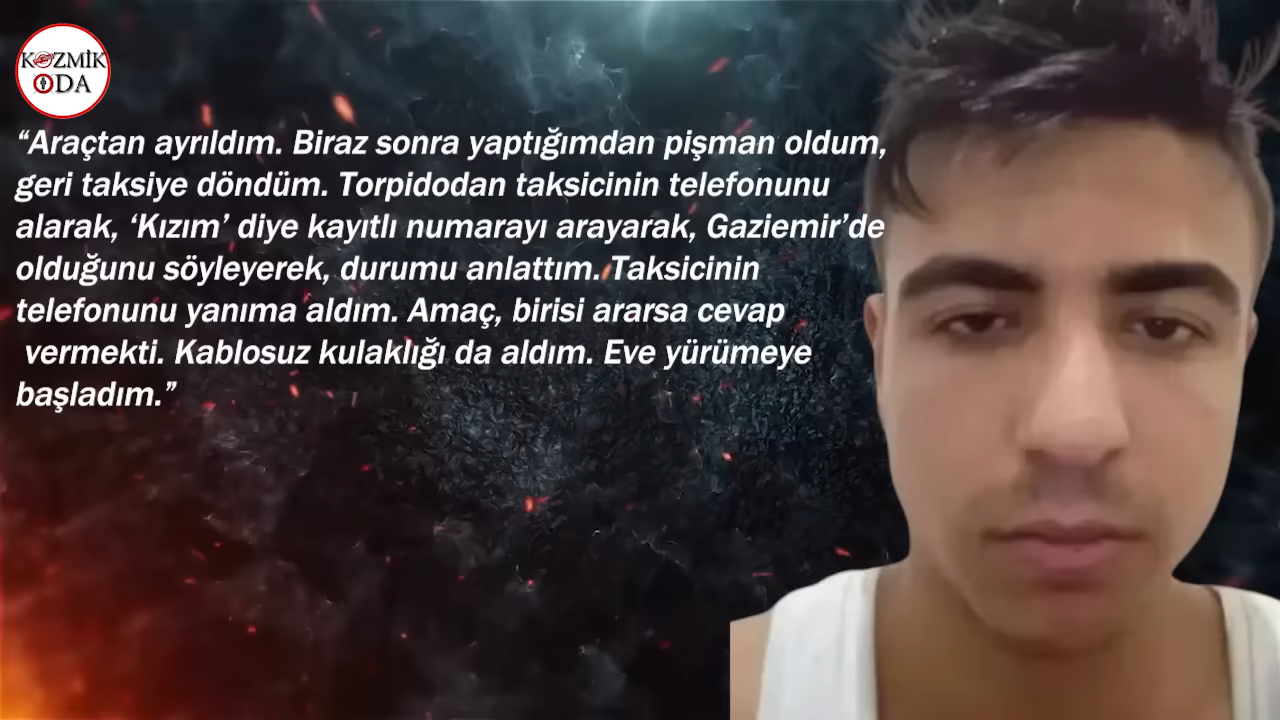 KOZMİK
ODA
“Araçtan ayrıldım. Biraz sonra yaptığımdan pişman oldum,
geri taksiye döndüm. Torpidodan taksicinin telefonunu
alarak, ‘Kızım’ diye kayıtlı numarayı arayarak, Gaziemir’de
olduğunu söyleyerek, durumu anlattım. Taksicinin
telefonunu yanıma aldım. Amaç, birisi ararsa cevap
vermekti. Kablosuz kulaklığı da aldım. Eve yürümeye
başladım.”